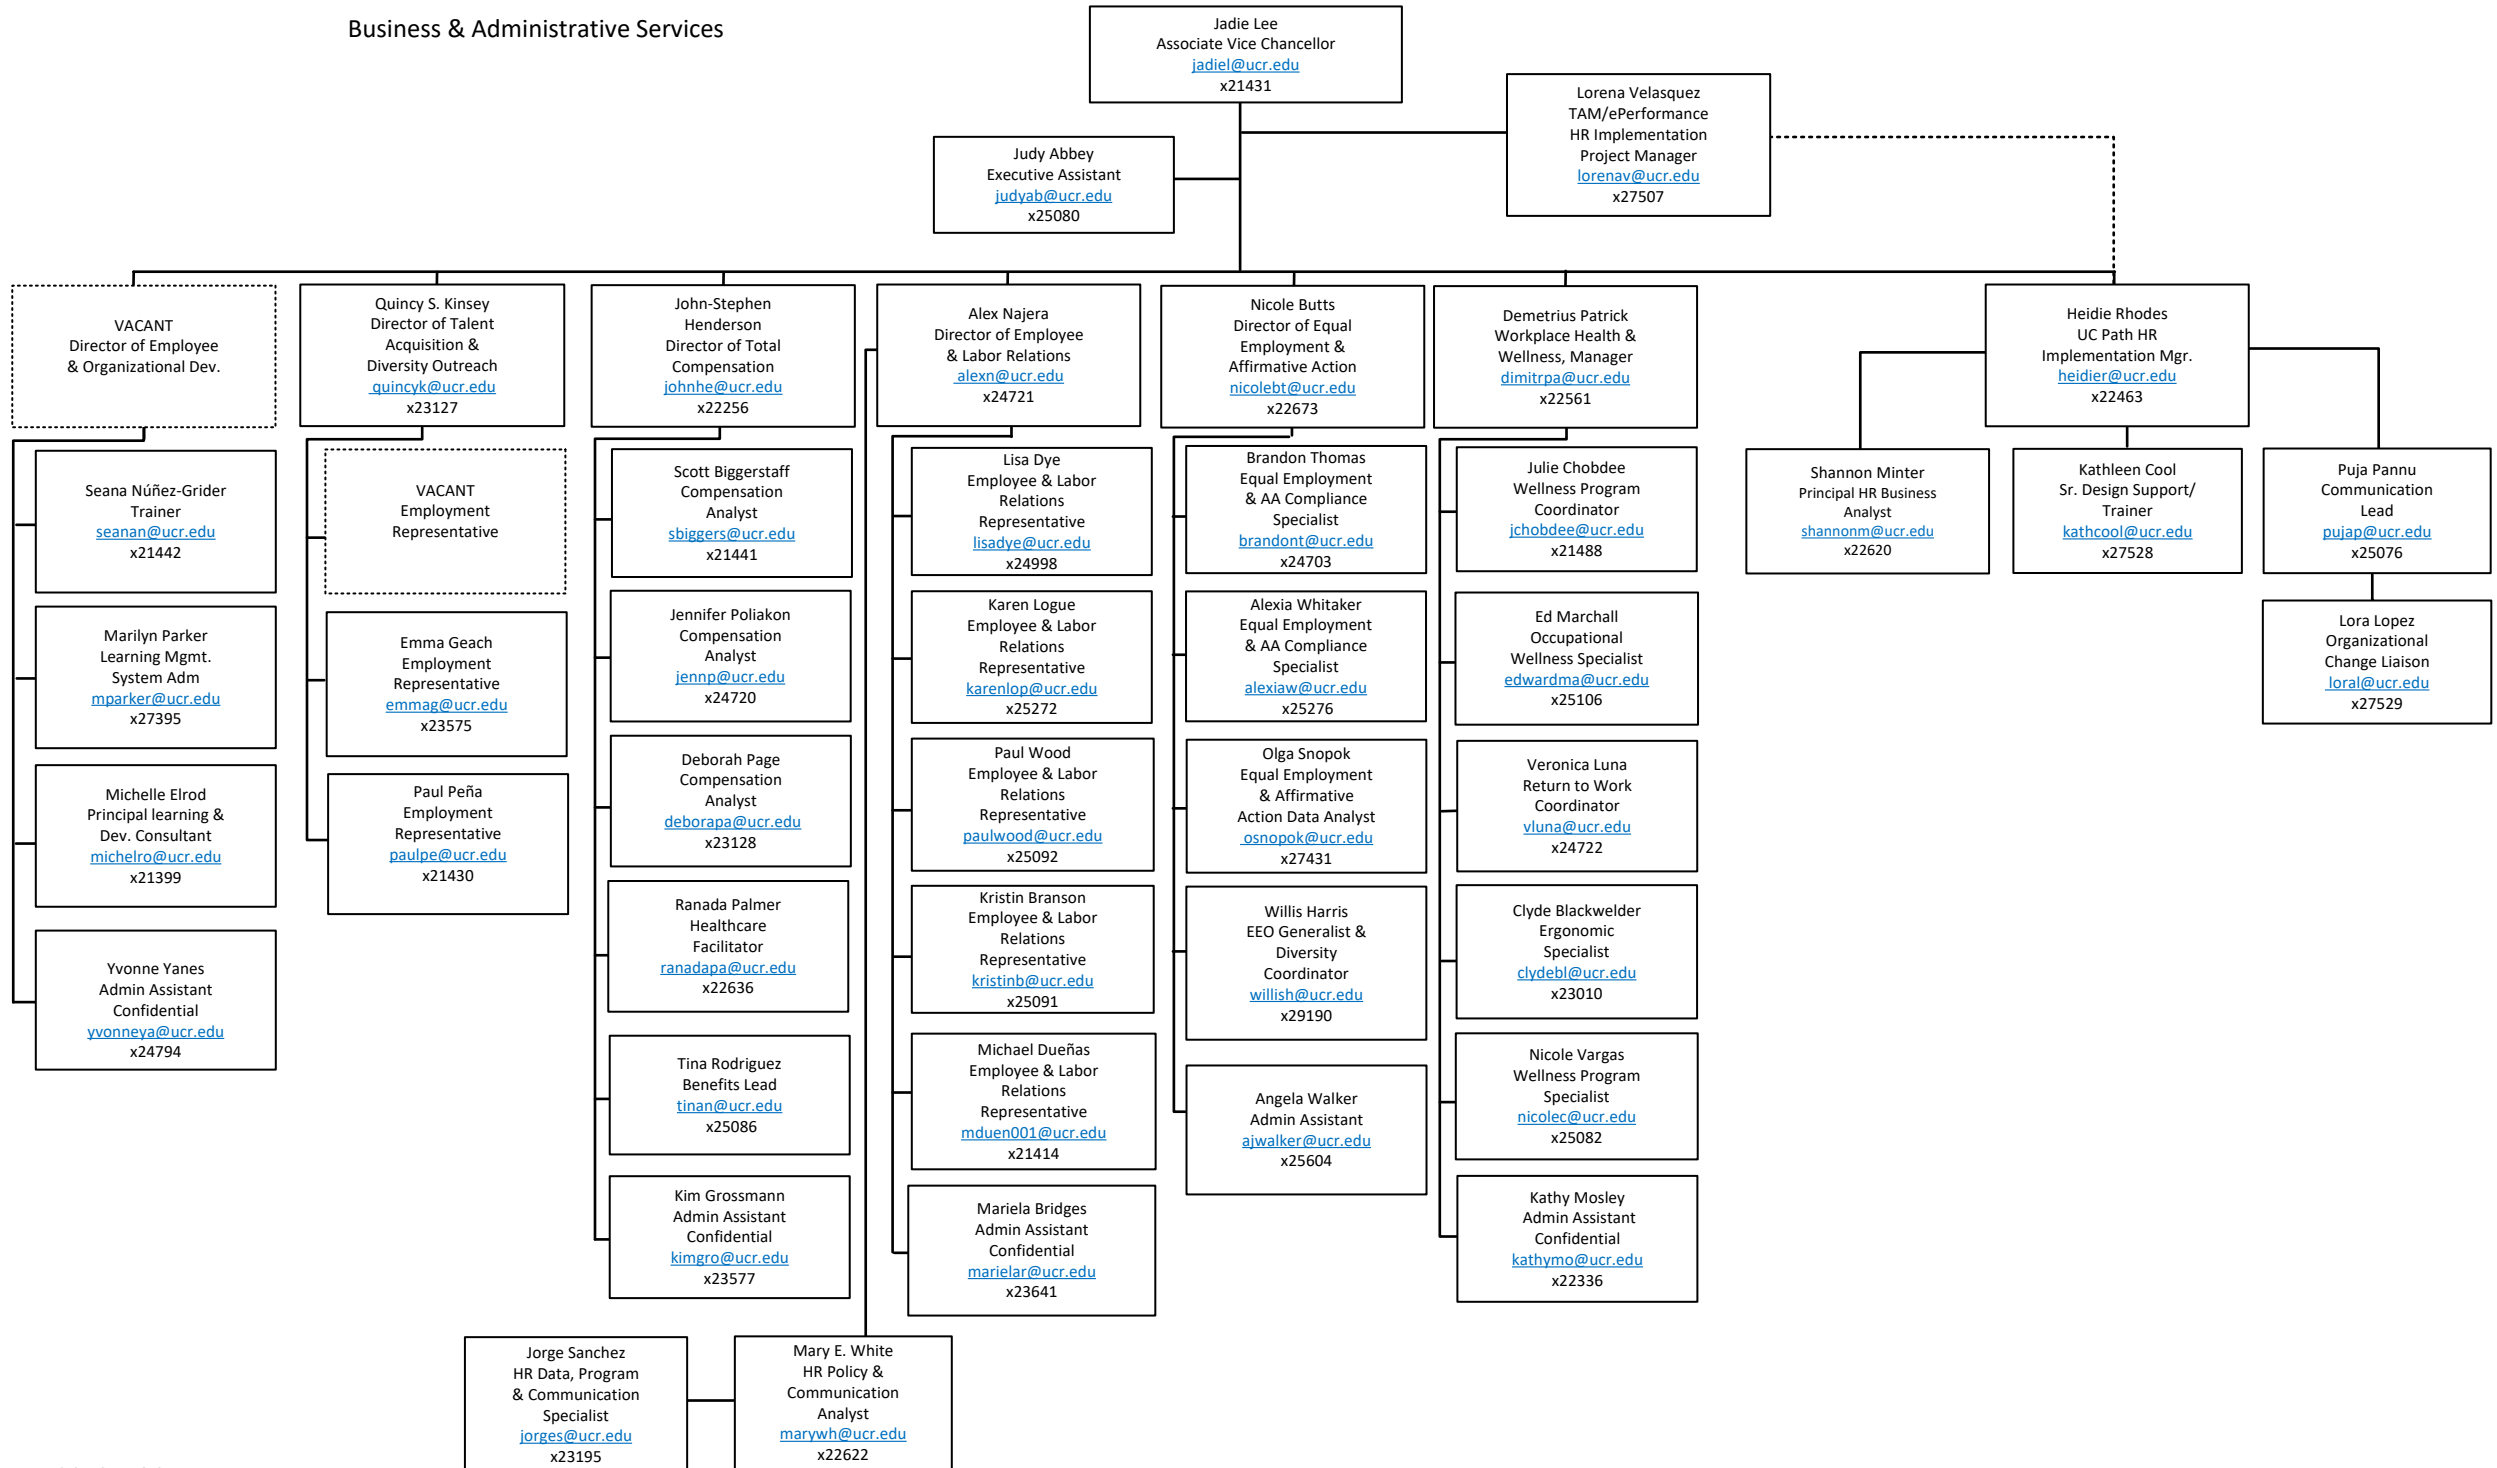 Business & Administrative Services
Jadie Lee
Associate Vice Chancellor
jadiel@ucr.edu
x21431
Lorena Velasquez
TAM/ePerformance
HR Implementation
Project Manager
lorenav@ucr.edu
x27507
Judy Abbey
Executive Assistant
judyab@ucr.edu
x25080
VACANT
Director of Employee
& Organizational Dev.
Quincy S. Kinsey
Director of Talent
Acquisition &
Diversity Outreach
quincyk@ucr.edu
x23127
John-Stephen
Henderson
Director of Total
Compensation
johnhe@ucr.edu
x22256
Alex Najera
Director of Employee
& Labor Relations
alexn@ucr.edu
x24721
Nicole Butts
Director of Equal
Employment &
Affirmative Action
nicolebt@ucr.edu
x22673
Demetrius Patrick
Workplace Health &
Wellness, Manager
dimitrpa@ucr.edu
x22561
Heidie Rhodes
UC Path HR
Implementation Mgr.
heidier@ucr.edu
x22463
Seana Núñez-Grider
Trainer
seanan@ucr.edu
x21442
Marilyn Parker
Learning Mgmt.
System Adm
mparker@ucr.edu
x27395
Michelle Elrod
Principal learning &
Dev. Consultant
michelro@ucr.edu
x21399
Yvonne Yanes
Admin Assistant
Confidential
yvonneya@ucr.edu
x24794
VACANT
Employment
Representative
Emma Geach
Employment
Representative
emmag@ucr.edu
x23575
Paul Peña
Employment
Representative
paulpe@ucr.edu
x21430
Scott Biggerstaff
Compensation
Analyst
sbiggers@ucr.edu
x21441
Jennifer Poliakon
Compensation
Analyst
jennp@ucr.edu
x24720
Deborah Page
Compensation
Analyst
deborapa@ucr.edu
x23128
Ranada Palmer
Healthcare
Facilitator
ranadapa@ucr.edu
x22636
Tina Rodriguez
Benefits Lead
tinan@ucr.edu
x25086
Kim Grossmann
Admin Assistant
Confidential
kimgro@ucr.edu
x23577
Lisa Dye
Employee & Labor
Relations
Representative
lisadye@ucr.edu
x24998
Karen Logue
Employee & Labor
Relations
Representative
karenlop@ucr.edu
x25272
Paul Wood
Employee & Labor
Relations
Representative
paulwood@ucr.edu
x25092
Kristin Branson
Employee & Labor
Relations
Representative
kristinb@ucr.edu
x25091
Michael Dueñas
Employee & Labor
Relations
Representative
mduen001@ucr.edu
x21414
Mariela Bridges
Admin Assistant
Confidential
marielar@ucr.edu
x23641
Brandon Thomas
Equal Employment
& AA Compliance
Specialist
brandont@ucr.edu
x24703
Alexia Whitaker
Equal Employment
& AA Compliance
Specialist
alexiaw@ucr.edu
x25276
Olga Snopok
Equal Employment
& Affirmative
Action Data Analyst
osnopok@ucr.edu
x27431
Willis Harris
EEO Generalist &
Diversity
Coordinator
willish@ucr.edu
x29190
Angela Walker
Admin Assistant
ajwalker@ucr.edu
x25604
Julie Chobdee
Wellness Program
Coordinator
jchobdee@ucr.edu
x21488
Ed Marchall
Occupational
Wellness Specialist
edwardma@ucr.edu
x25106
Veronica Luna
Return to Work
Coordinator
vluna@ucr.edu
x24722
Clyde Blackwelder
Ergonomic
Specialist
clydebl@ucr.edu
x23010
Nicole Vargas
Wellness Program
Specialist
nicolec@ucr.edu
x25082
Kathy Mosley
Admin Assistant
Confidential
kathymo@ucr.edu
x22336
Shannon Minter
Principal HR Business
Analyst
shannonm@ucr.edu
x22620
Kathleen Cool
Sr. Design Support/
Trainer
kathcool@ucr.edu
x27528
Puja Pannu
Communication
Lead
pujap@ucr.edu
x25076
Lora Lopez
Organizational
Change Liaison
loral@ucr.edu
x27529
Jorge Sanchez
HR Data, Program
& Communication
Specialist
jorges@ucr.edu
x23195
Mary E. White
HR Policy &
Communication
Analyst
marywh@ucr.edu
x22622